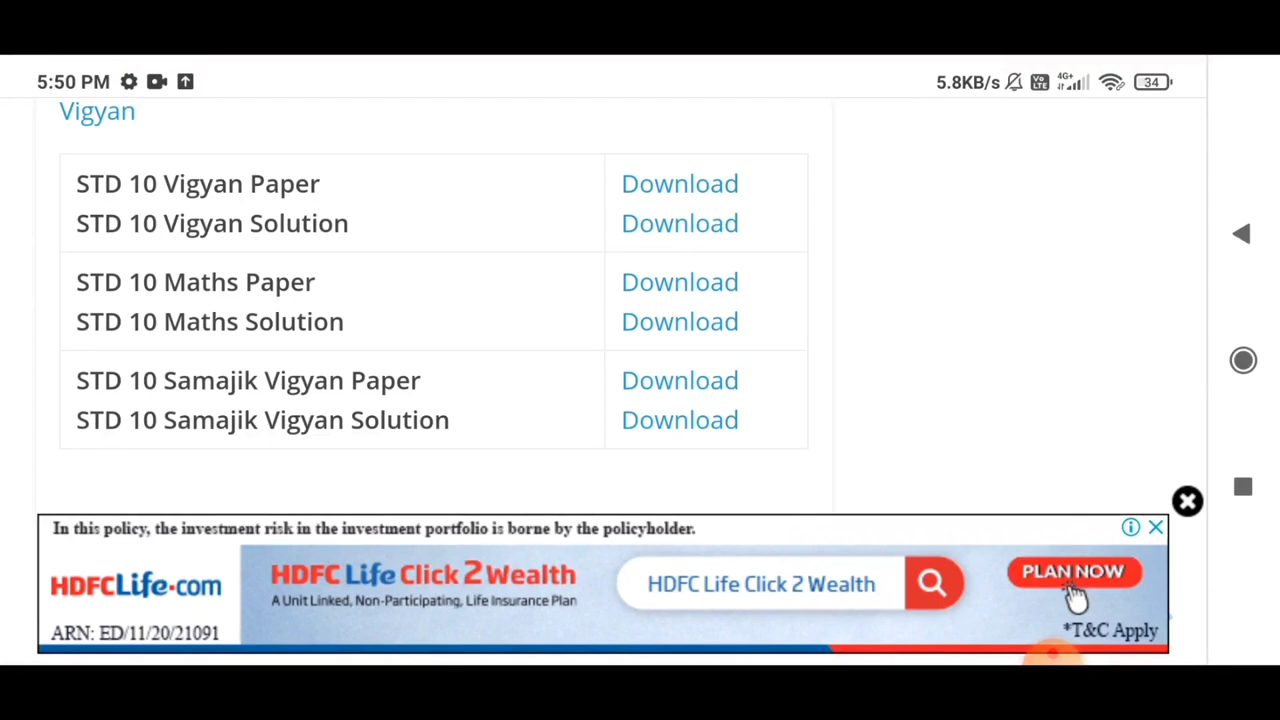 5:50 PM 5.8KB/s Vo LTE 4G+ 34
Vigyan
STD 10 Vigyan Paper Download
STD 10 Vigyan Solution Download
STD 10 Maths Paper Download
STD 10 Maths Solution Download
STD 10 Samajik Vigyan Paper Download
STD 10 Samajik Vigyan Solution Download
In this policy, the investment risk in the investment portfolio is borne by the policyholder.
HDFCLife.com
ARN: ED/11/20/21091
HDFC Life Click 2 Wealth
A Unit Linked, Non-Participating, Life Insurance Plan
HDFC Life Click 2 Wealth
PLAN NOW
*T&C Apply